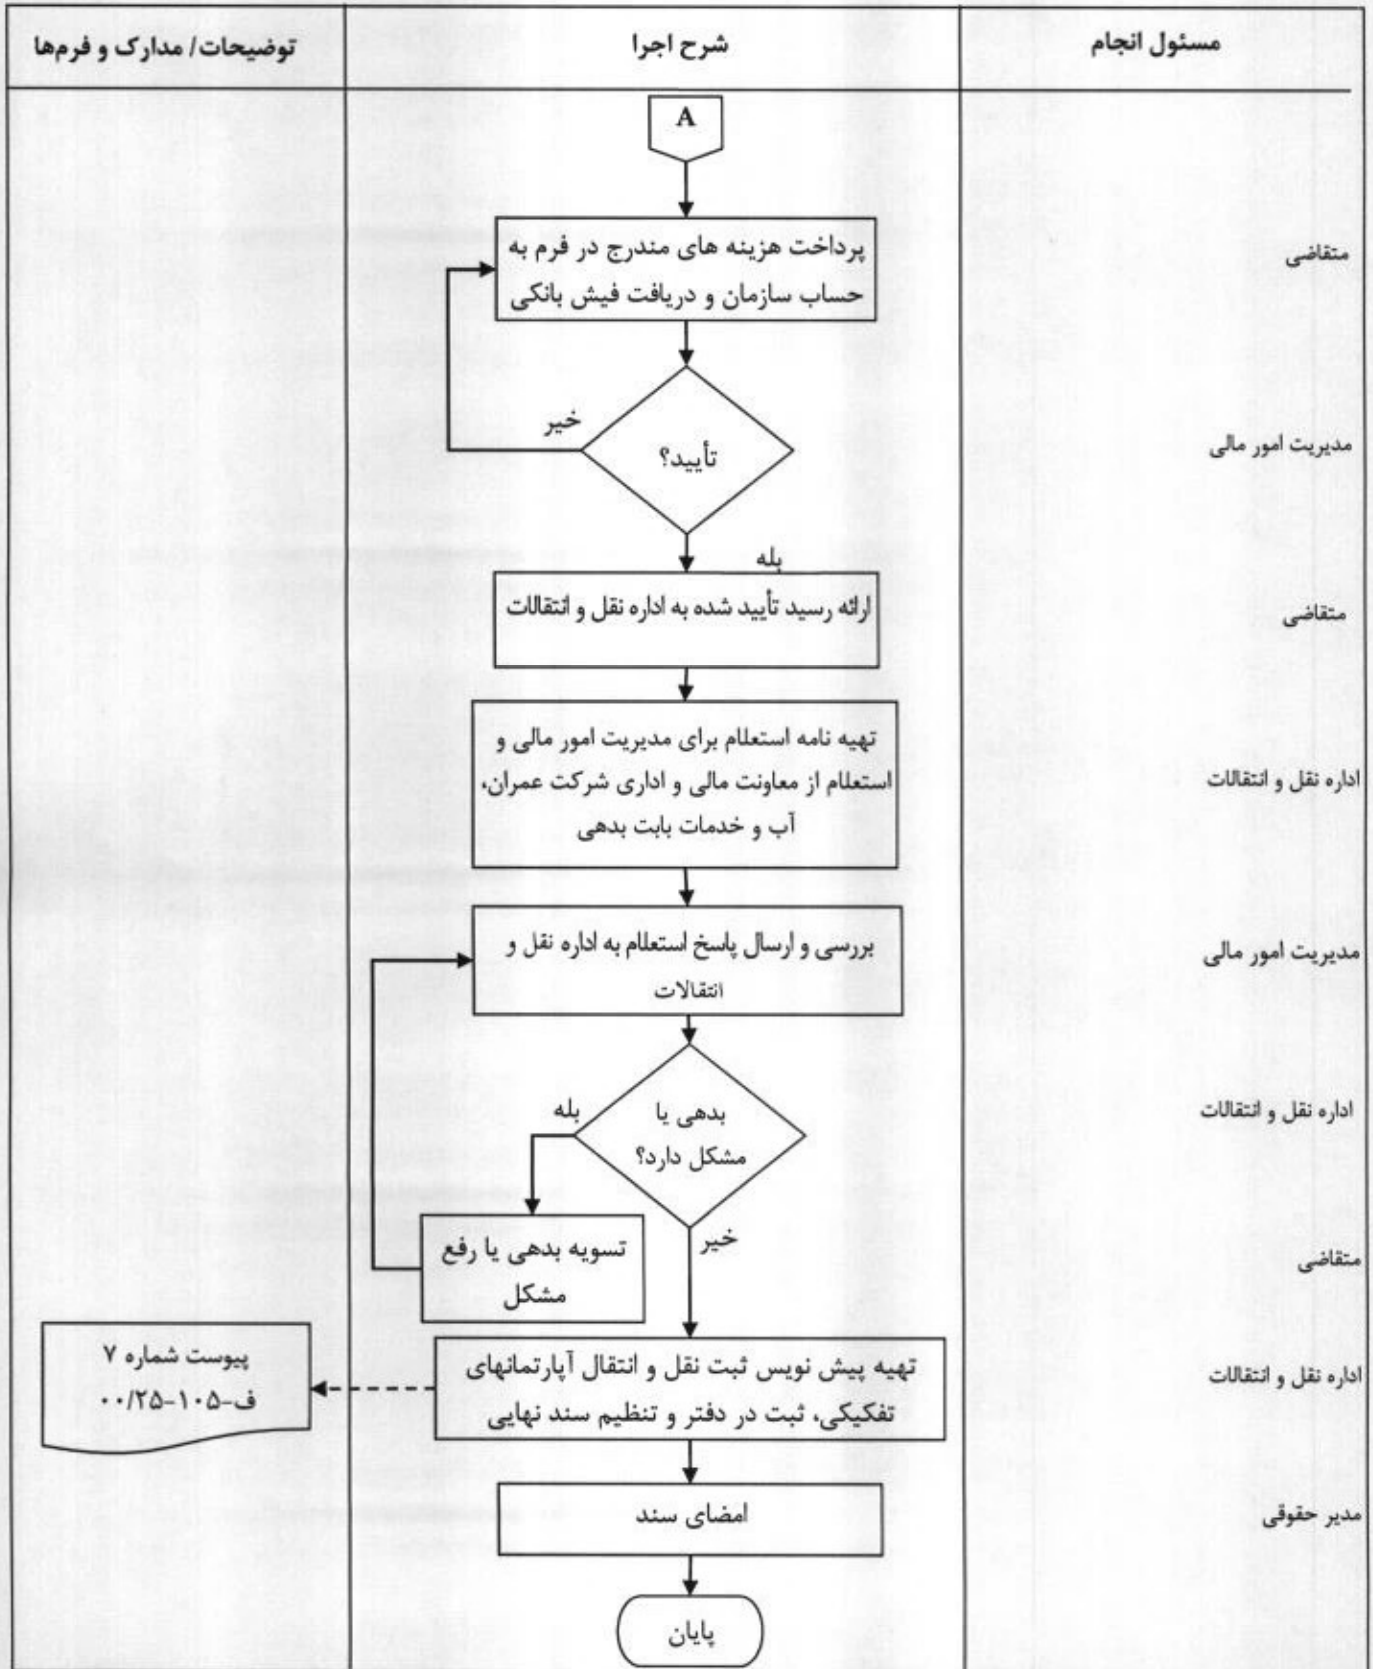 مسئول انجام
شرح اجرا
توضیحات/ مدارک و فرم‌ها
A
متقاضی
پرداخت هزینه های مندرج در فرم به
حساب سازمان و دریافت فیش بانکی
مدیریت امور مالی
تأیید؟
خیر
بله
متقاضی
ارائه رسید تأیید شده به اداره نقل و انتقالات
اداره نقل و انتقالات
تهیه نامه استعلام برای مدیریت امور مالی و
استعلام از معاونت مالی و اداری شرکت عمران،
آب و خدمات بابت بدهی
مدیریت امور مالی
بررسی و ارسال پاسخ استعلام به اداره نقل و
انتقالات
اداره نقل و انتقالات
بدهی یا
مشکل دارد؟
بله
خیر
متقاضی
تسویه بدهی یا رفع
مشکل
اداره نقل و انتقالات
تهیه پیش نویس ثبت نقل و انتقال آپارتمانهای
تفکیکی، ثبت در دفتر و تنظیم سند نهایی
پیوست شماره ۷
ف-۱۰۵-۰۰/۲۵
مدیر حقوقی
امضای سند
پایان